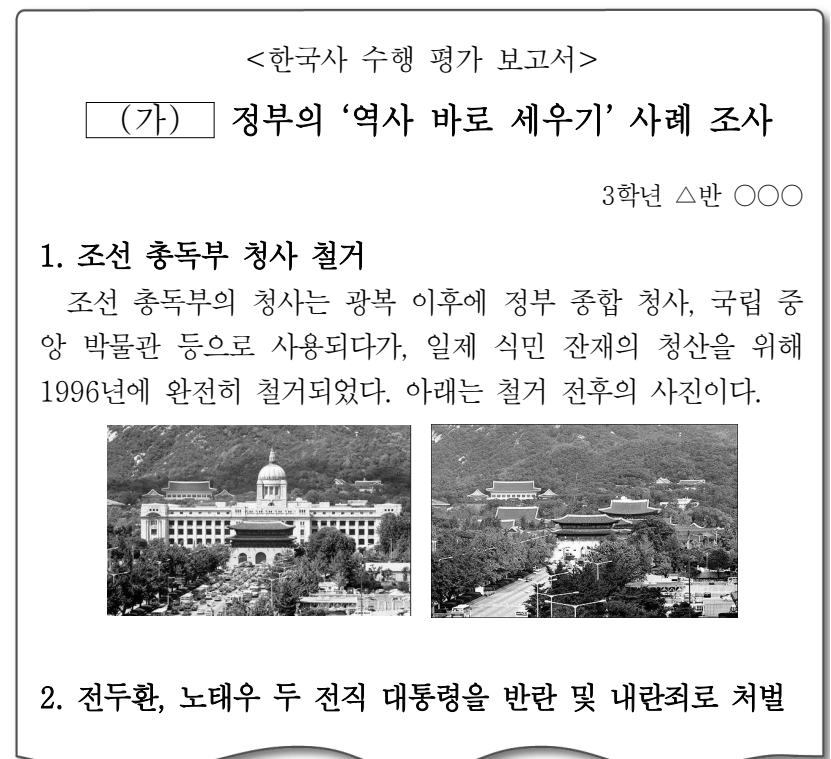 <한국사 수행 평가 보고서>
(가) 정부의 ‘역사 바로 세우기’ 사례 조사
3학년 △반 ○○○
1. 조선 총독부 청사 철거
조선 총독부의 청사는 광복 이후에 정부 종합 청사, 국립 중
앙 박물관 등으로 사용되다가, 일제 식민 잔재의 청산을 위해
1996년에 완전히 철거되었다. 아래는 철거 전후의 사진이다.
2. 전두환, 노태우 두 전직 대통령을 반란 및 내란죄로 처벌